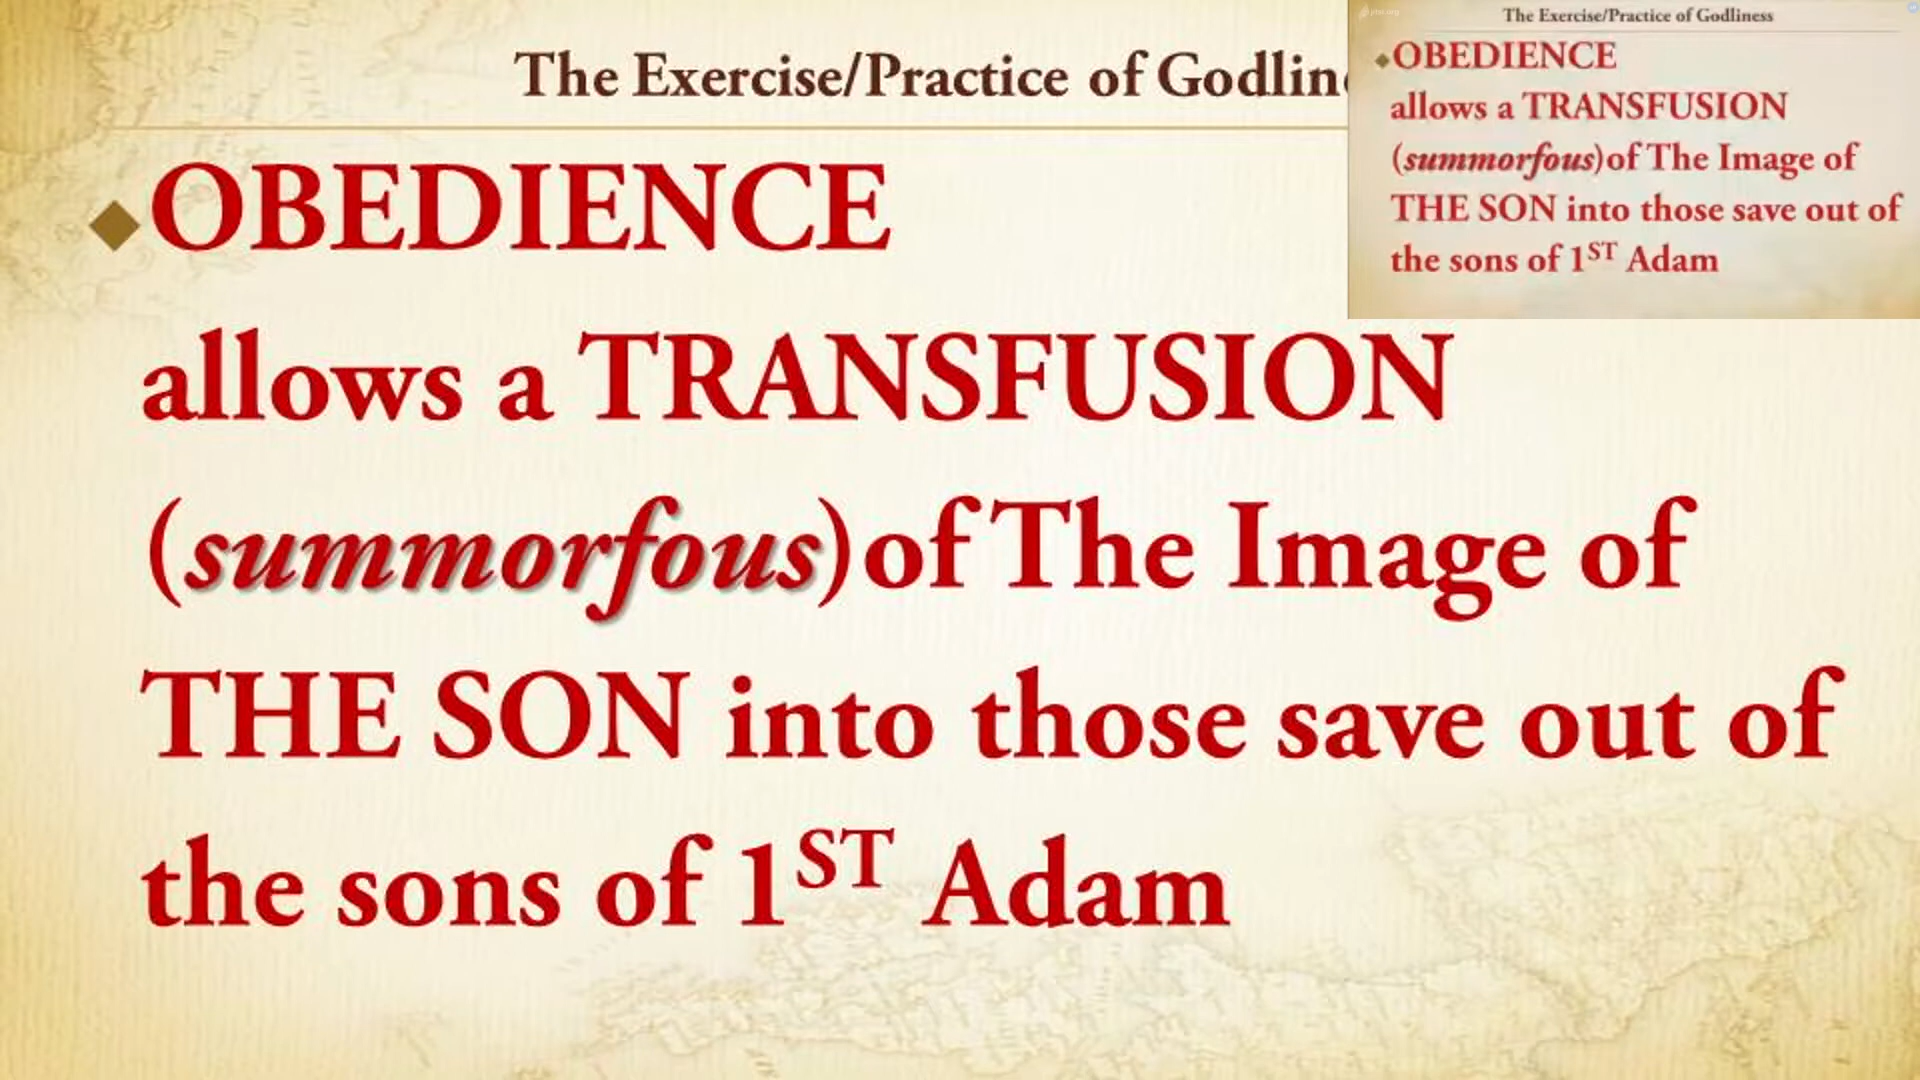 The Exercise/Practice of Godline
OBEDIENCE
allows a TRANSFUSION
(summorfous)of The Image of
THE SON into those save out of
the sons of 1ST Adam
The Exercise/Practice of Godliness
OBEDIENCE
allows a TRANSFUSION
(summorfous)of The Image of
THE SON into those save out of
the sons of 1ST Adam